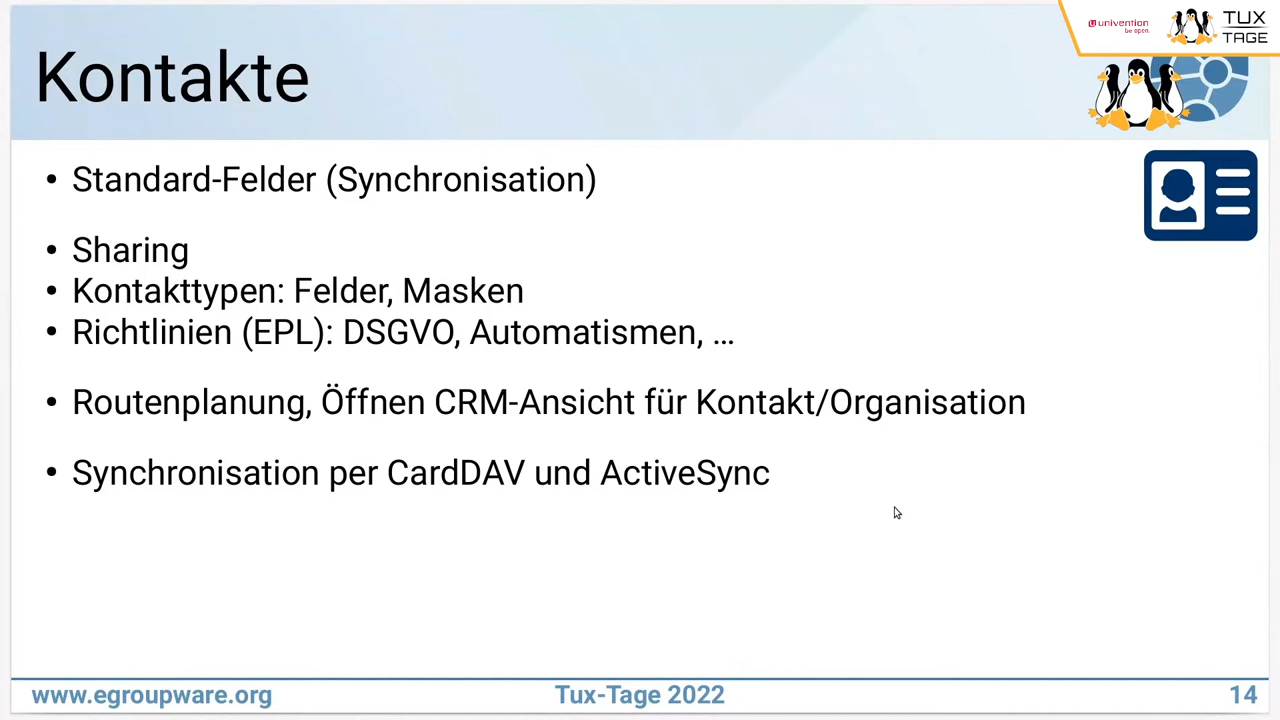 univention
be open.
TUX
TAGE
Kontakte
• Standard-Felder (Synchronisation)
• Sharing
• Kontakttypen: Felder, Masken
• Richtlinien (EPL): DSGVO, Automatismen, ...
• Routenplanung, Öffnen CRM-Ansicht für Kontakt/Organisation
• Synchronisation per CardDAV und ActiveSync
www.egroupware.org
Tux-Tage 2022
14